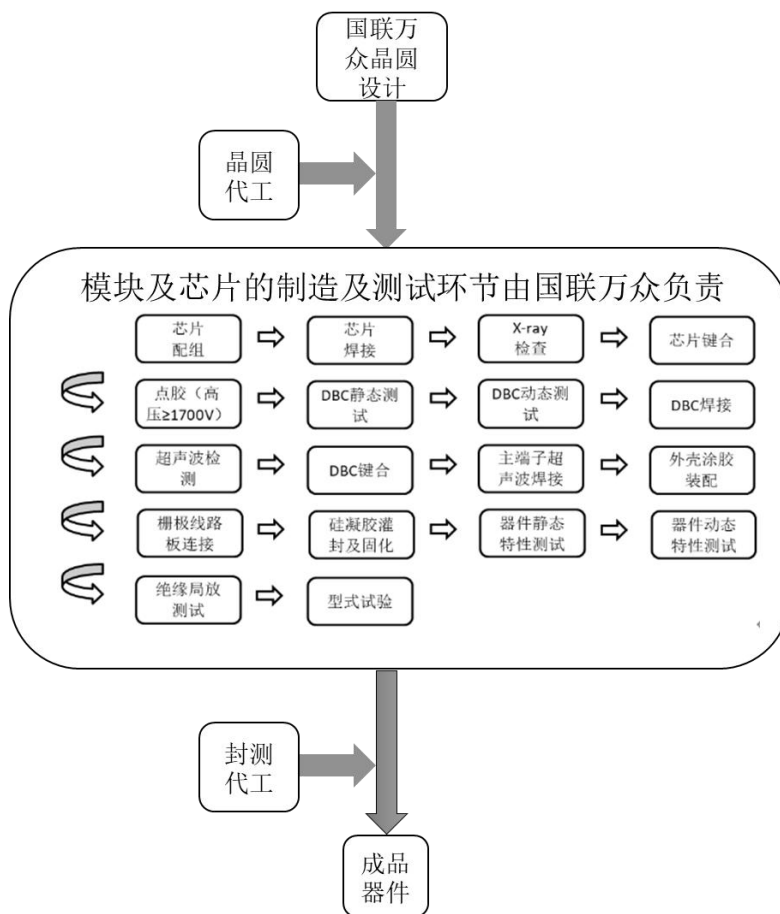 国联万
众晶圆
设计
晶圆
代工
模块及芯片的制造及测试环节由国联万众负责
芯片
配组
芯片
焊接
X-ray
检查
芯片键合
点胶（高
压≥1700V）
DBC静态测
试
DBC动态测
试
DBC焊接
超声波检
测
DBC键合
主端子超
声波焊接
外壳涂胶
装配
栅极线路
板连接
硅凝胶灌
封及固化
器件静态
特性测试
器件动态
特性测试
绝缘局放
测试
型式试验
封测
代工
成品
器件